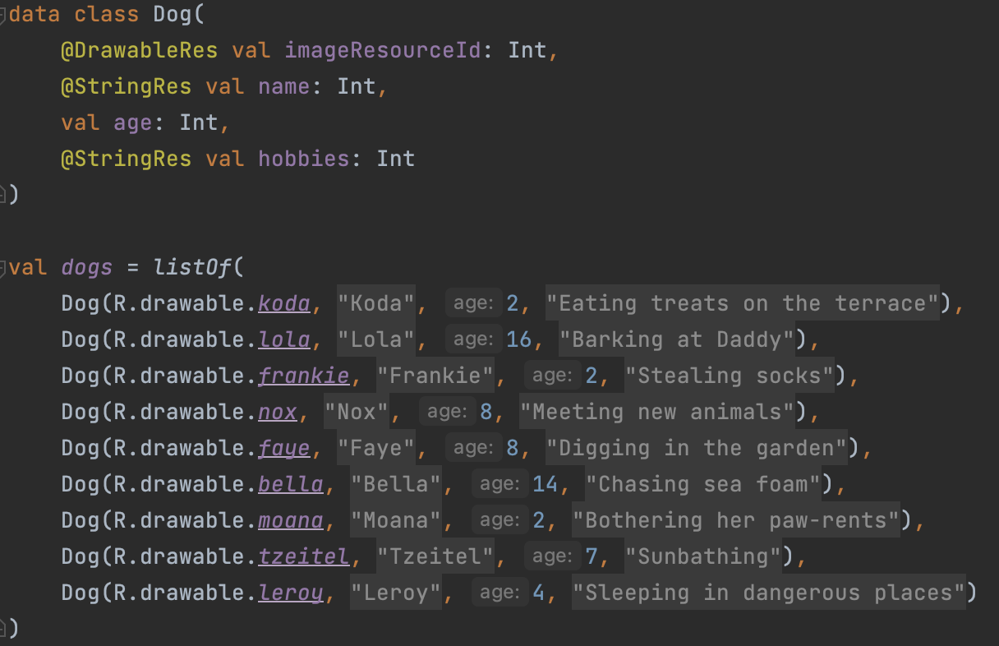 data class Dog(
    @DrawableRes val imageResourceId: Int,
    @StringRes val name: Int,
    val age: Int,
    @StringRes val hobbies: Int
)
val dogs = listOf(
    Dog(R.drawable.koda, "Koda", age: 2, "Eating treats on the terrace"),
    Dog(R.drawable.lola, "Lola", age: 16, "Barking at Daddy"),
    Dog(R.drawable.frankie, "Frankie", age: 2, "Stealing socks"),
    Dog(R.drawable.nox, "Nox", age: 8, "Meeting new animals"),
    Dog(R.drawable.faye, "Faye", age: 8, "Digging in the garden"),
    Dog(R.drawable.bella, "Bella", age: 14, "Chasing sea foam"),
    Dog(R.drawable.moana, "Moana", age: 2, "Bothering her paw-rents"),
    Dog(R.drawable.tzeitel, "Tzeitel", age: 7, "Sunbathing"),
    Dog(R.drawable.leroy, "Leroy", age: 4, "Sleeping in dangerous places")
)